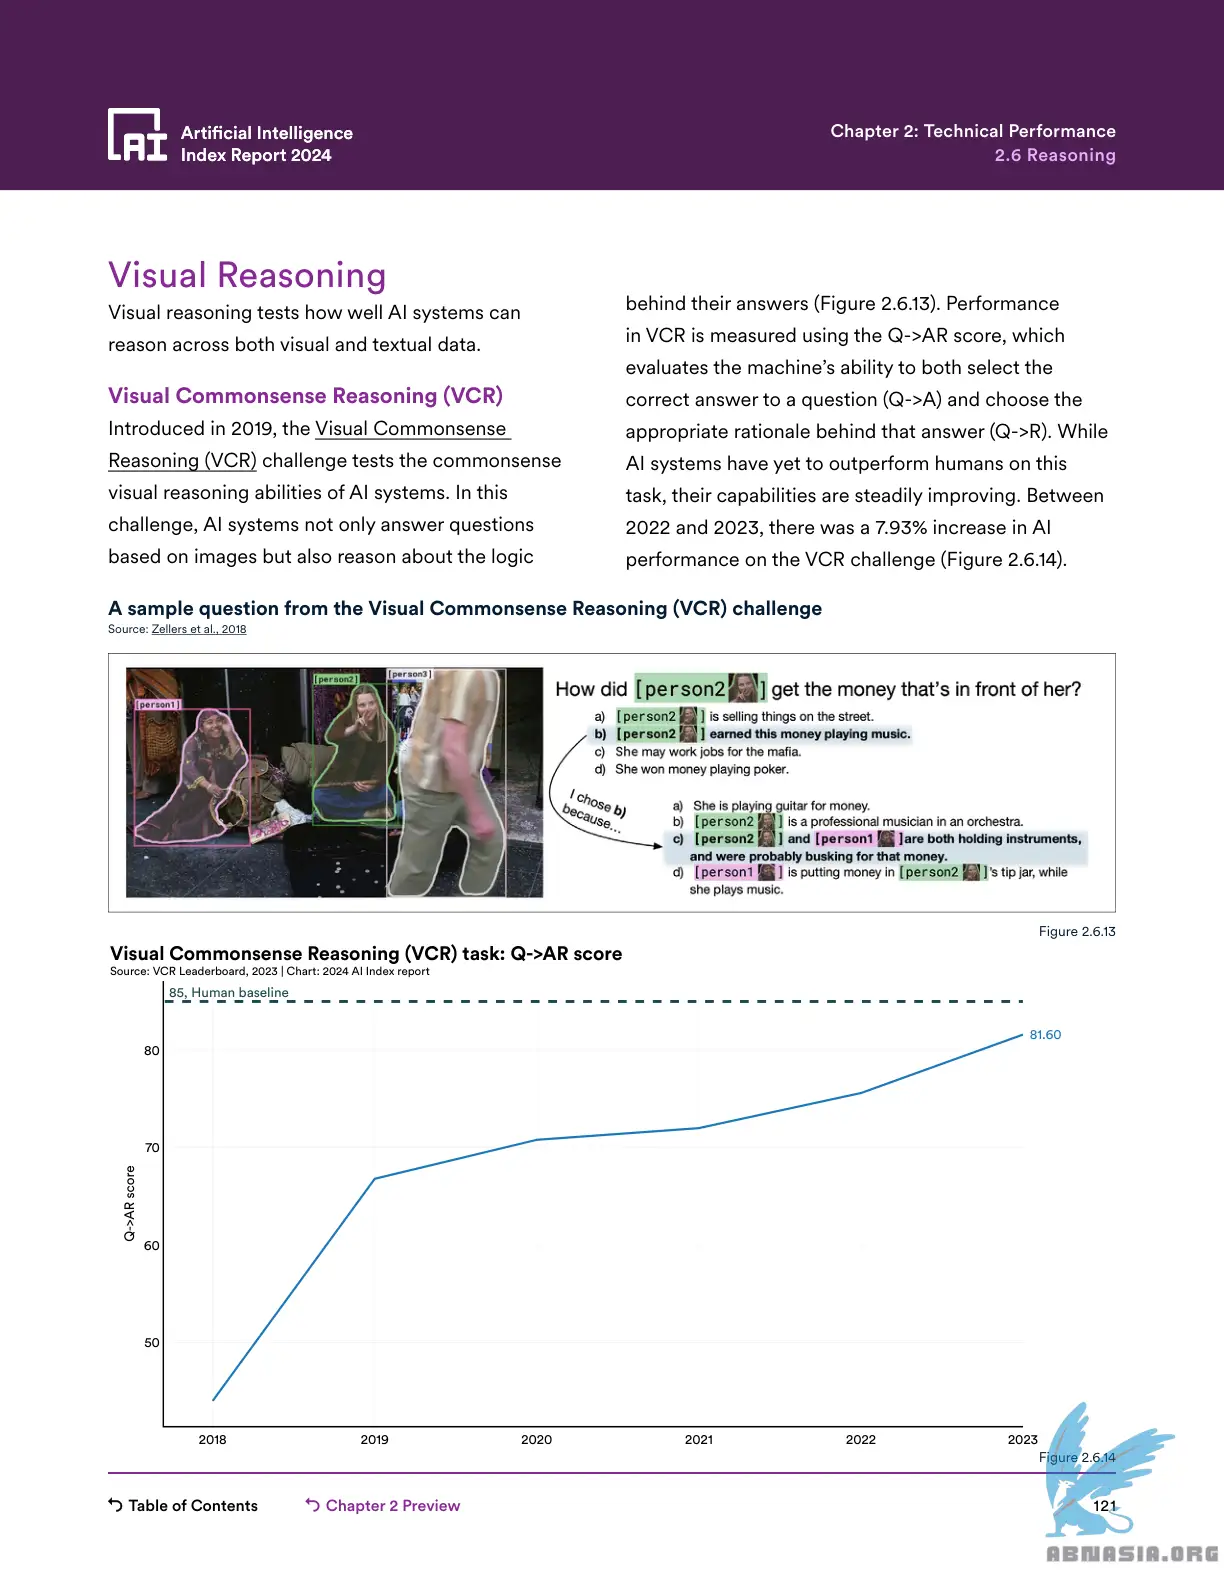 Artificial Intelligence
Index Report 2024
Chapter 2: Technical Performance
2.6 Reasoning
Visual Reasoning
Visual reasoning tests how well AI systems can
reason across both visual and textual data.
Visual Commonsense Reasoning (VCR)
Introduced in 2019, the Visual Commonsense
Reasoning (VCR) challenge tests the commonsense
visual reasoning abilities of AI systems. In this
challenge, AI systems not only answer questions
based on images but also reason about the logic
behind their answers (Figure 2.6.13). Performance
in VCR is measured using the Q->AR score, which
evaluates the machine's ability to both select the
correct answer to a question (Q->A) and choose the
appropriate rationale behind that answer (Q->R). While
AI systems have yet to outperform humans on this
task, their capabilities are steadily improving. Between
2022 and 2023, there was a 7.93% increase in AI
performance on the VCR challenge (Figure 2.6.14).
A sample question from the Visual Commonsense Reasoning (VCR) challenge
Source: Zellers et al., 2018
[person1]
[person2]
[person3]
How did [person2] get the money that's in front of her?
a) [person2] is selling things on the street.
b) [person2] earned this money playing music.
c) She may work jobs for the mafia.
d) She won money playing poker.
I chose b)
because...
a) She is playing guitar for money.
b) [person2] is a professional musician in an orchestra.
c) [person2] and [person1] are both holding instruments,
and were probably busking for that money.
d) [person1] is putting money in [person2]'s tip jar, while
she plays music.
Figure 2.6.13
Visual Commonsense Reasoning (VCR) task: Q->AR score
Source: VCR Leaderboard, 2023 | Chart: 2024 AI Index report
85, Human baseline
81.60
80
70
60
50
Q->AR score
2018 2019 2020 2021 2022 2023
Figure 2.6.14
Table of Contents
Chapter 2 Preview
121
ABNASIA.ORG